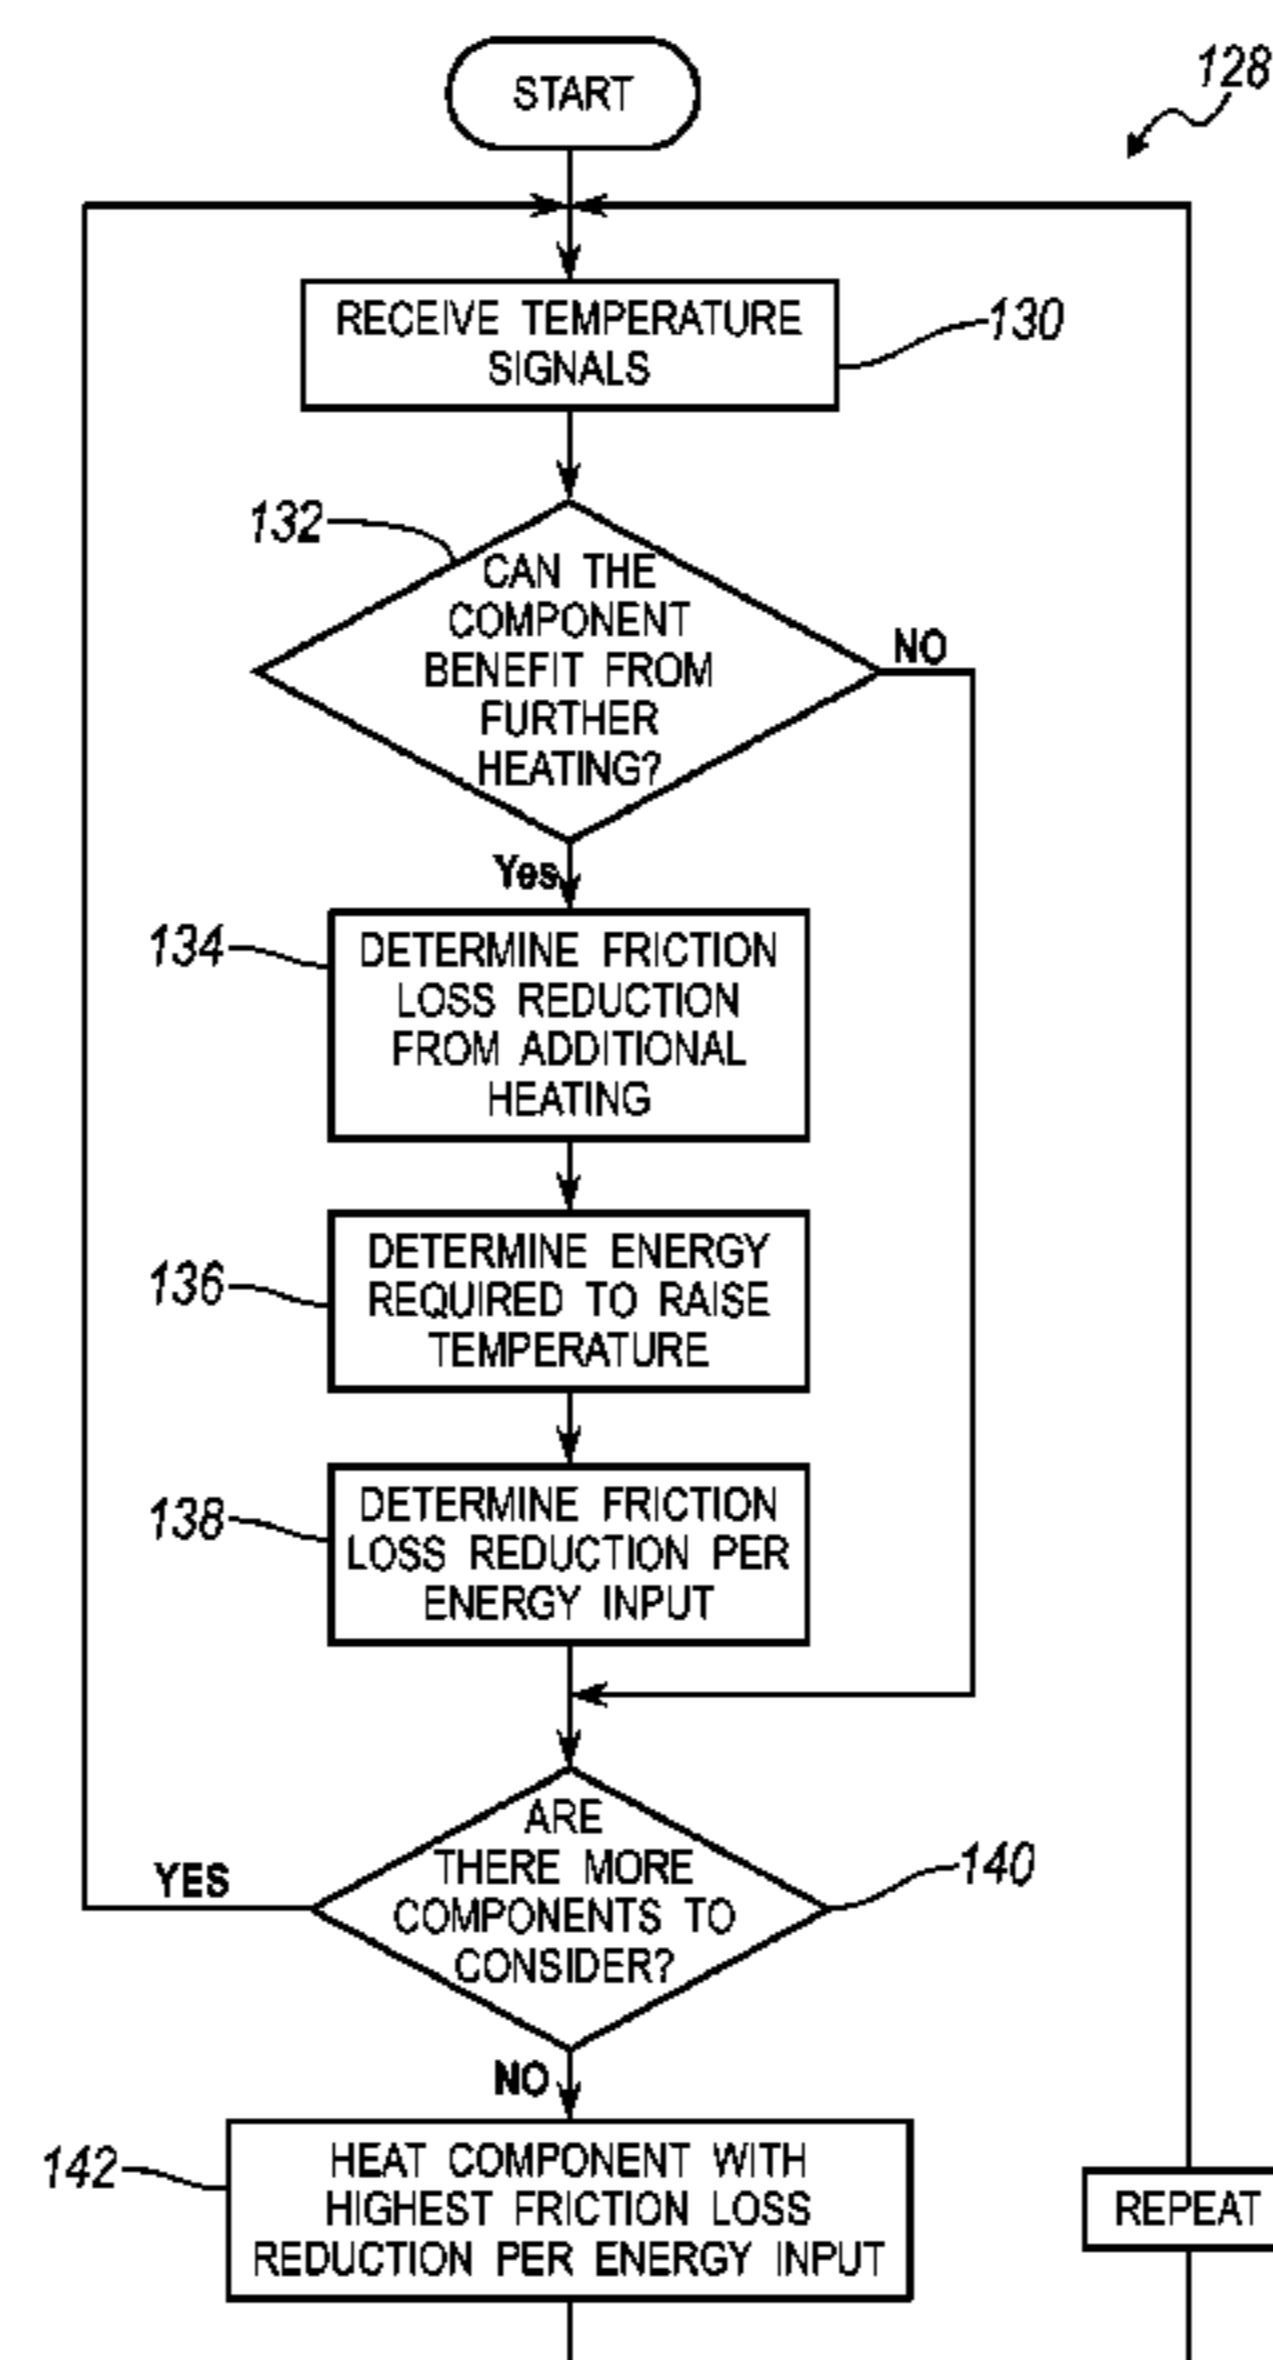 START
128
RECEIVE TEMPERATURE
SIGNALS
130
132
CAN THE
COMPONENT
BENEFIT FROM
FURTHER
HEATING?
NO
Yes
134
DETERMINE FRICTION
LOSS REDUCTION
FROM ADDITIONAL
HEATING
136
DETERMINE ENERGY
REQUIRED TO RAISE
TEMPERATURE
138
DETERMINE FRICTION
LOSS REDUCTION PER
ENERGY INPUT
ARE
THERE MORE
COMPONENTS TO
CONSIDER?
140
YES
NO
142
HEAT COMPONENT WITH
HIGHEST FRICTION LOSS
REDUCTION PER ENERGY INPUT
REPEAT